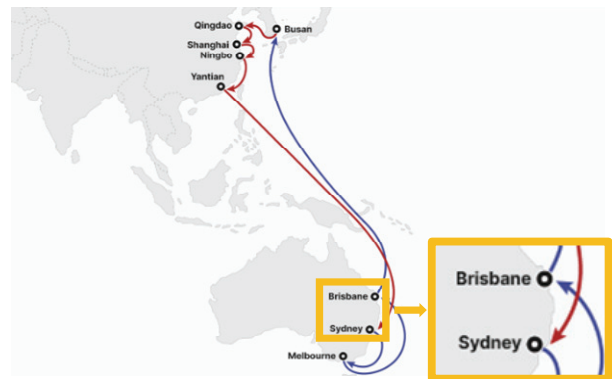 Qingdao
Busan
Shanghai
Ningbo
Yantian
Brisbane
Sydney
Melbourne
Brisbane
Sydney